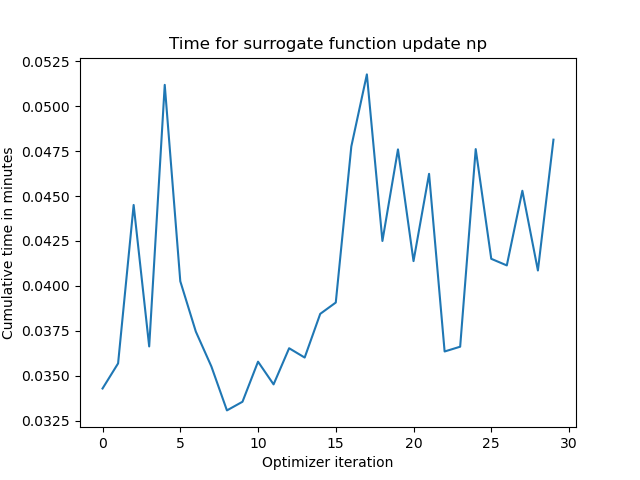 Time for surrogate function update np
Cumulative time in minutes
0.0525
0.0500
0.0475
0.0450
0.0425
0.0400
0.0375
0.0350
0.0325
0 5 10 15 20 25 30
Optimizer iteration